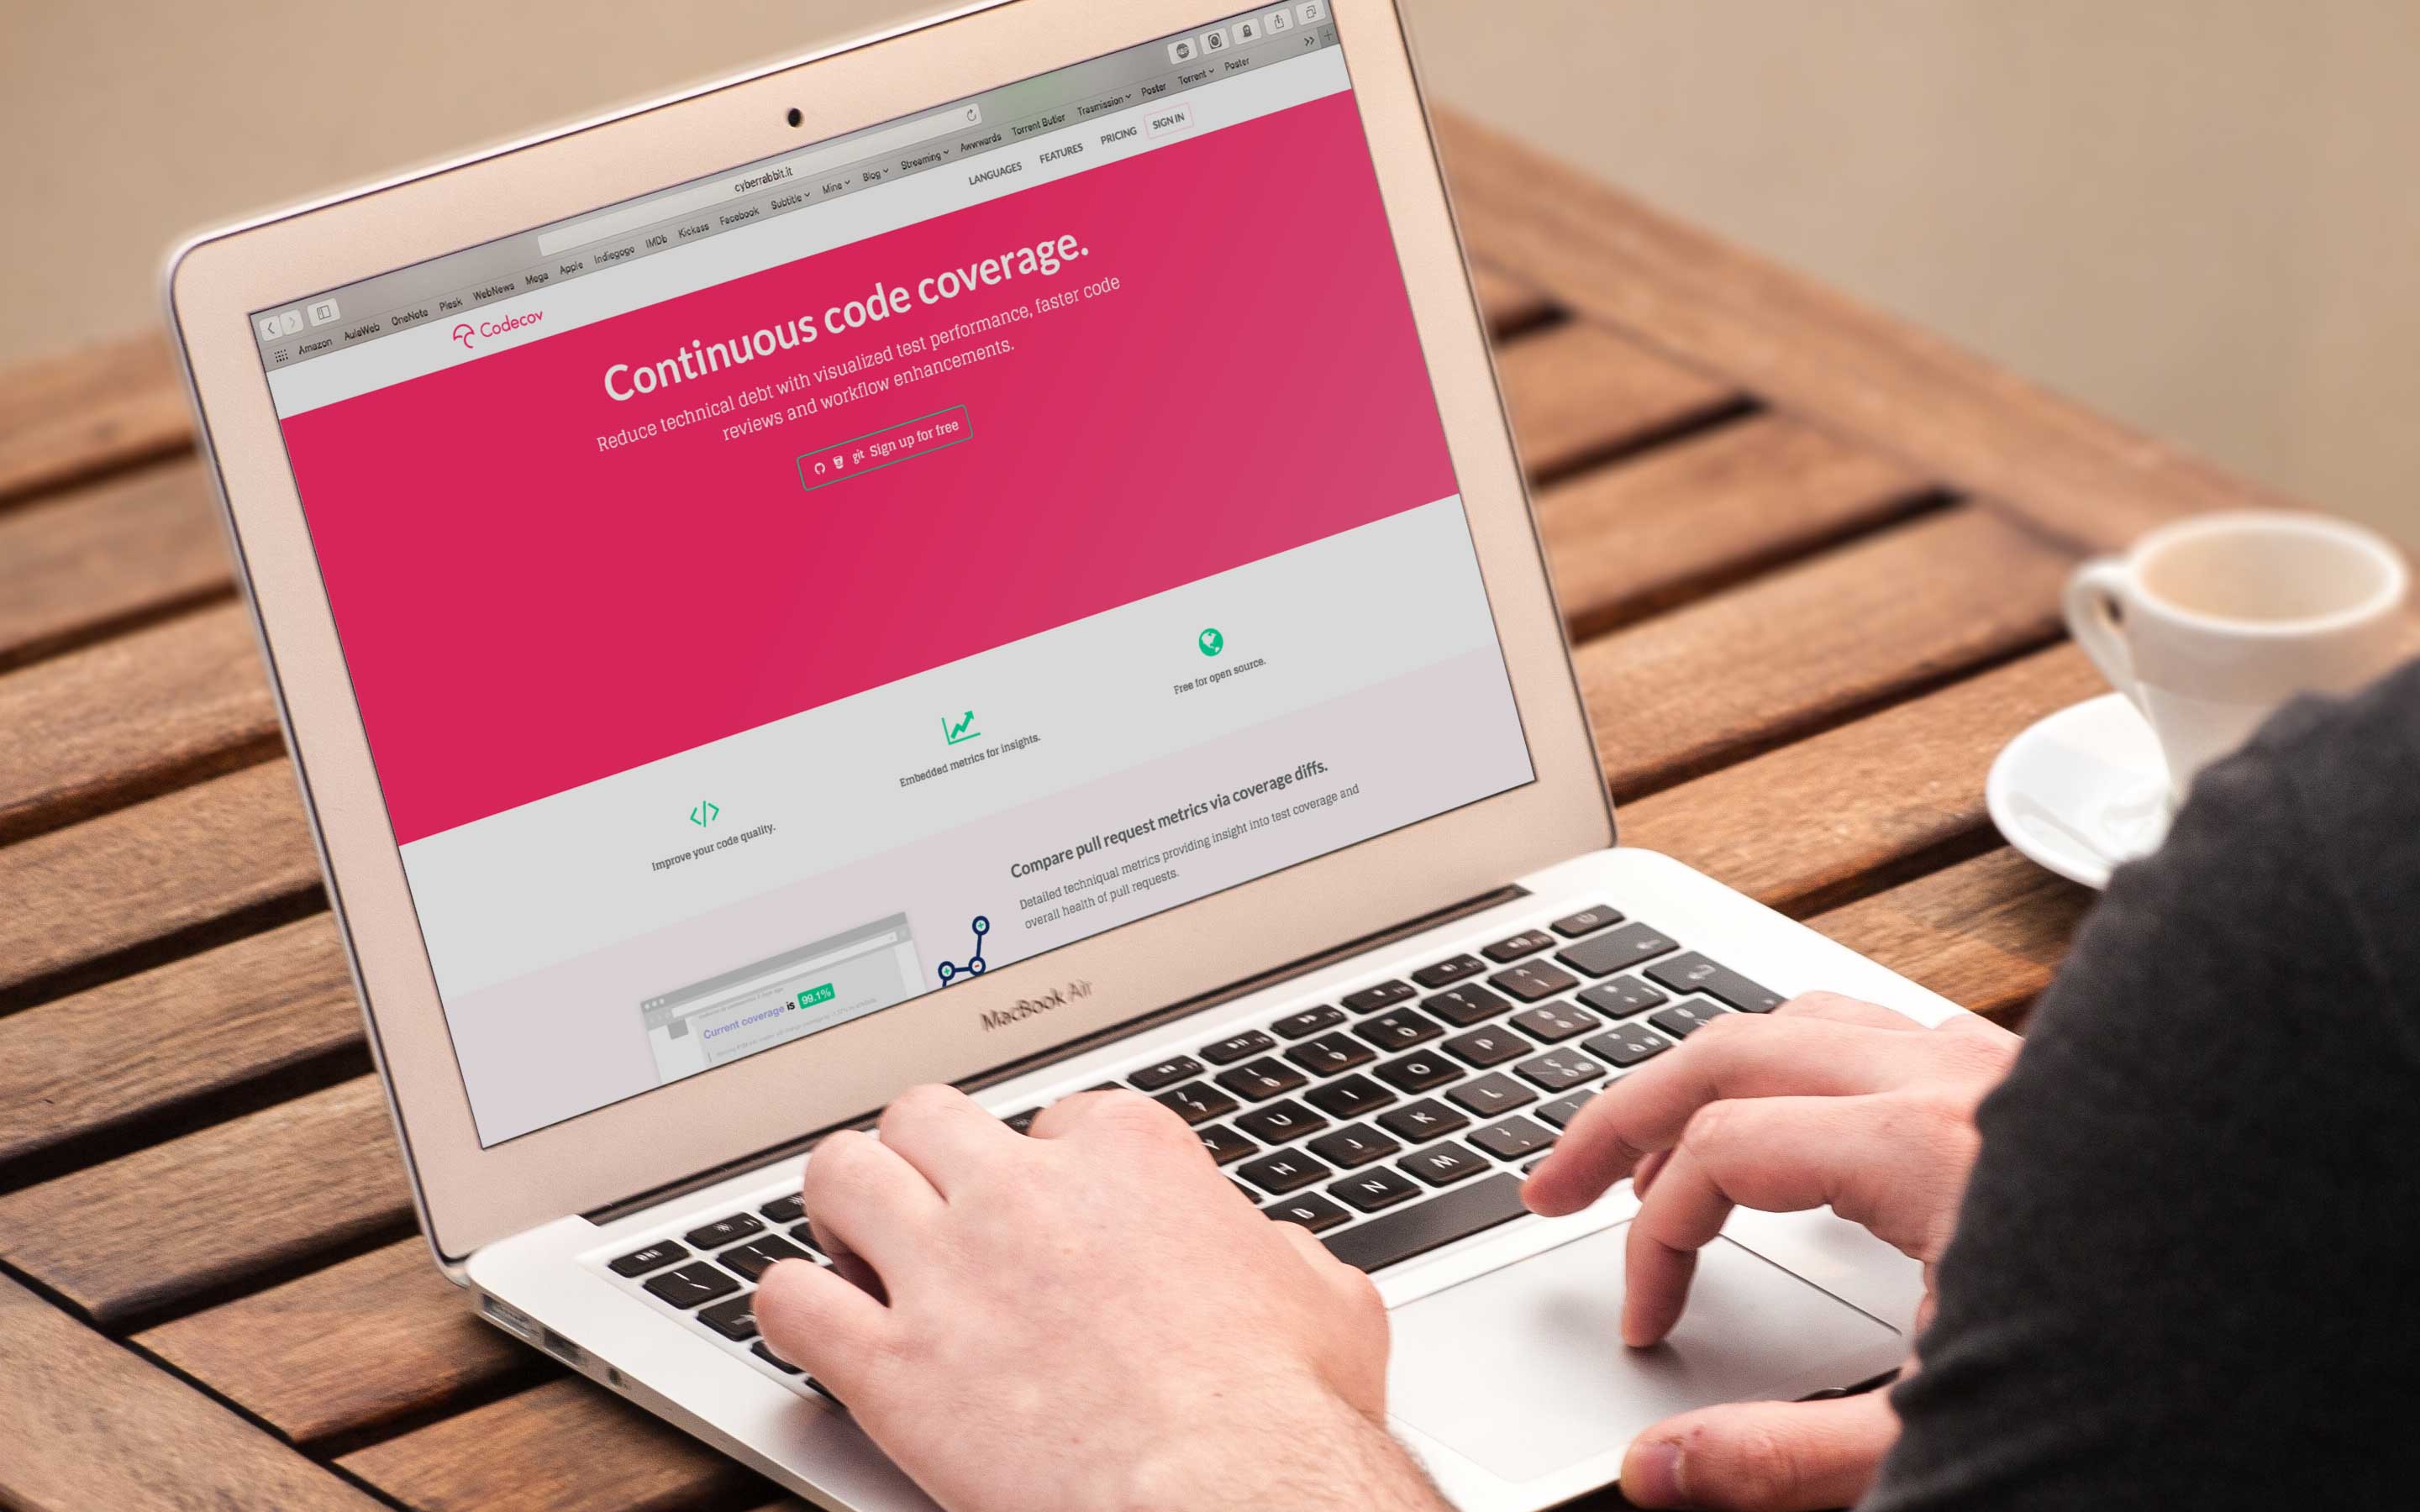 cyberrabbit.it
Amazon AulaWeb OneNote Plesk WebNews Mega Apple Indiegogo IMDb Kickass Facebook Subtitle Mine Blog Streaming Awwwards Torrent Butler Trasmission Poster Torrent Poster
Codecov
LANGUAGES FEATURES PRICING SIGN IN
Continuous code coverage.
Reduce technical debt with visualized test performance, faster code
reviews and workflow enhancements.
git Sign up for free
Improve your code quality.
Embedded metrics for insights.
Free for open source.
Compare pull request metrics via coverage diffs.
Detailed techniqual metrics providing insight into test coverage and
overall health of pull requests.
Current coverage is 99.1%
MacBook Air
O P
U I K L
H J
B N M